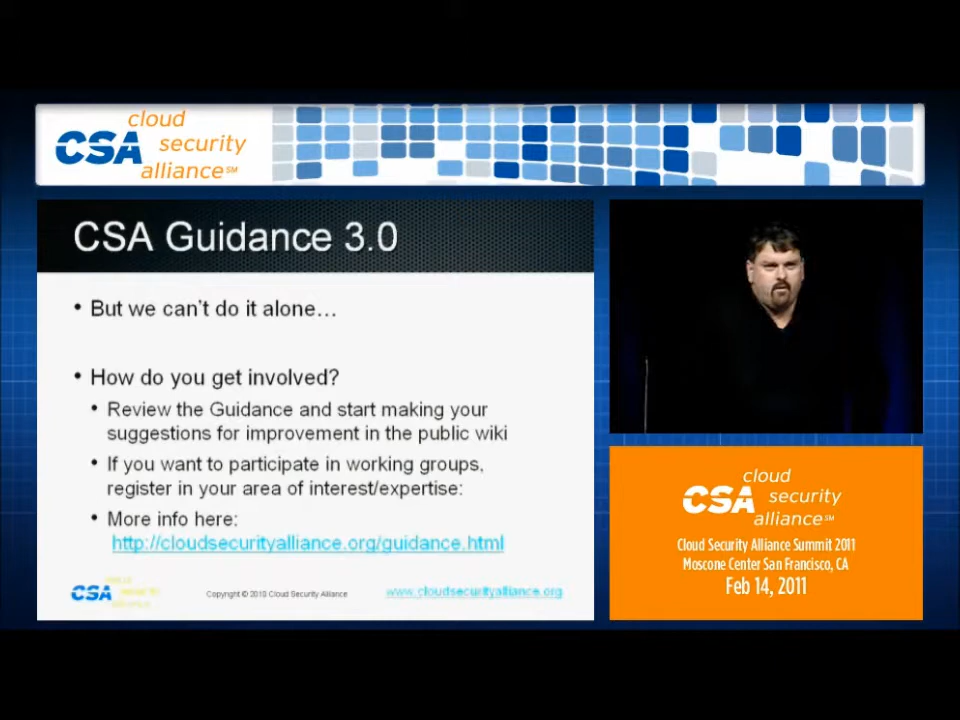 cloud
CSA security
alliance℠
CSA Guidance 3.0
• But we can't do it alone…
• How do you get involved?
• Review the Guidance and start making your
suggestions for improvement in the public wiki
• If you want to participate in working groups,
register in your area of interest/expertise:
• More info here:
http://cloudsecurityalliance.org/guidance.html
CSA
Copyright © 2010 Cloud Security Alliance
www.cloudsecurityalliance.org
cloud
CSA security
alliance℠
Cloud Security Alliance Summit 2011
Moscone Center San Francisco, CA
Feb 14, 2011